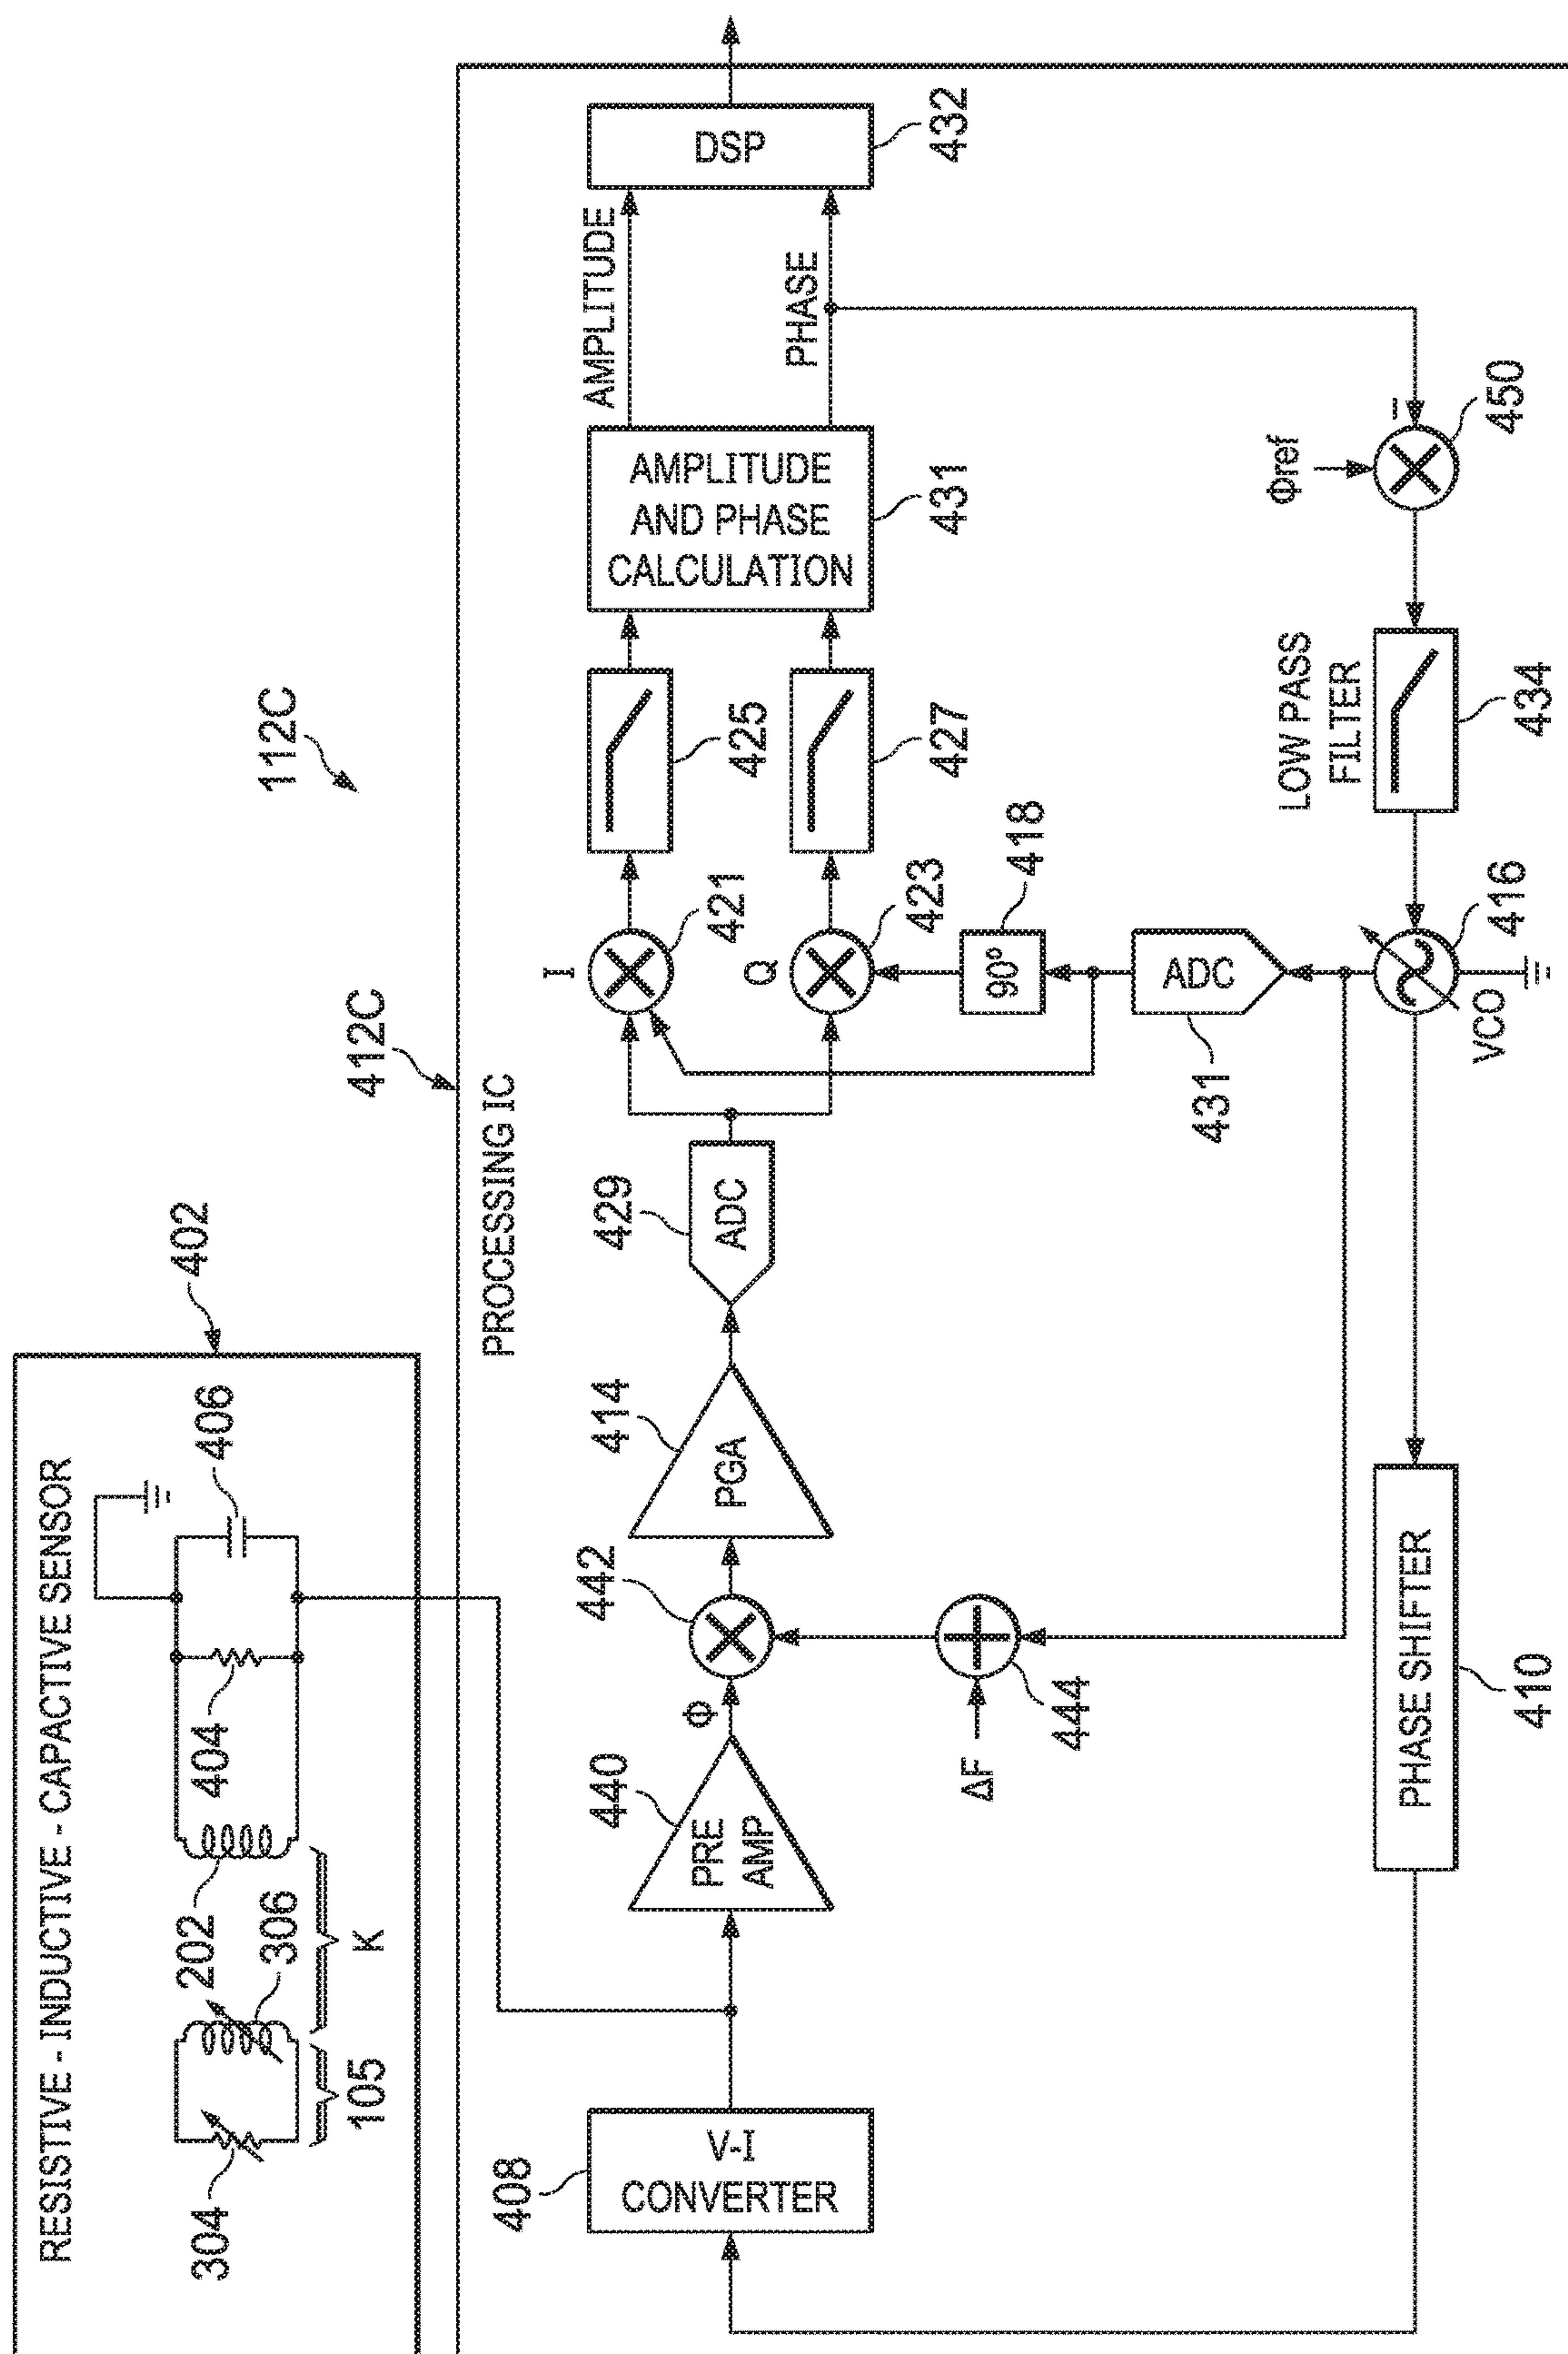 112C
402
RESISTIVE - INDUCTIVE - CAPACTIVE SENSOR
304
105
306
K
202
404
406
412C
PROCESSING IC
408
V-I
CONVERTER
440
PRE
AMP
Φ
442
ΔF
444
414
PGA
429
ADC
I
421
Q
423
90°
418
ADC
431
425
427
AMPLITUDE
AND PHASE
CALCULATION
431
AMPLITUDE
PHASE
DSP
432
Φref
–
450
LOW PASS
FILTER
434
416
VCO
PHASE SHIFTER
410